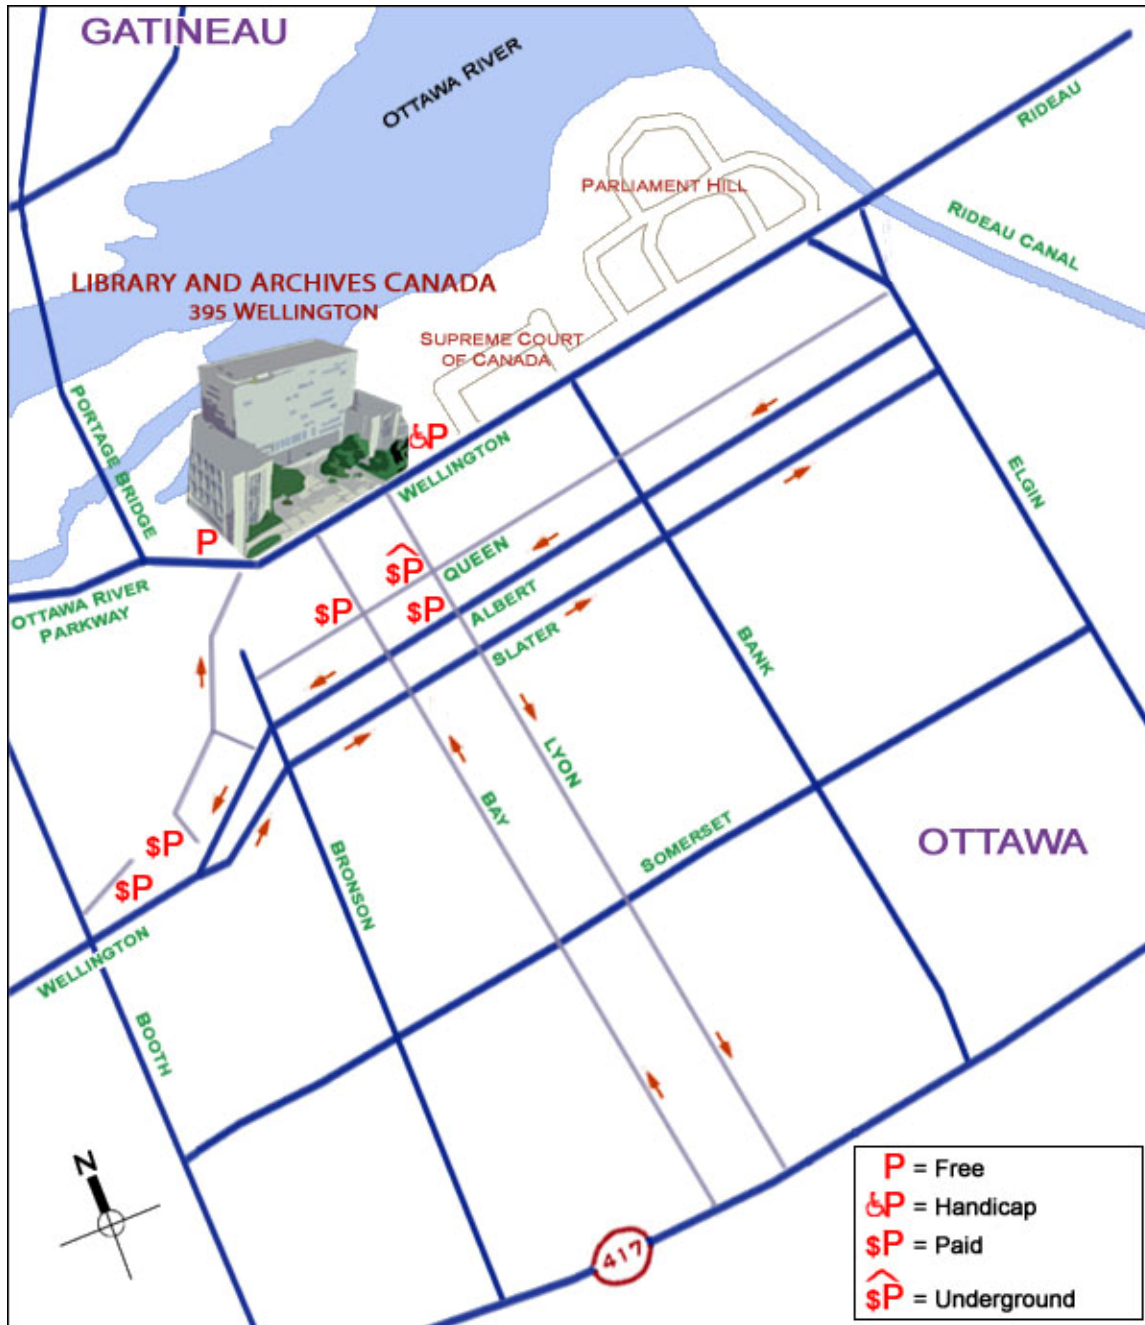 GATINEAU
OTTAWA RIVER
RIDEAU
PARLIAMENT HILL
RIDEAU CANAL
LIBRARY AND ARCHIVES CANADA
395 WELLINGTON
SUPREME COURT
OF CANADA
PORTAGE BRIDGE
P
WELLINGTON
ELGIN
P
$P
QUEEN
OTTAWA RIVER
PARKWAY
$P
$P
ALBERT
SLATER
BANK
LYON
BAY
SOMERSET
OTTAWA
$P
$P
BRONSON
WELLINGTON
BOOTH
N
417
P = Free
P = Handicap
$P = Paid
$P = Underground